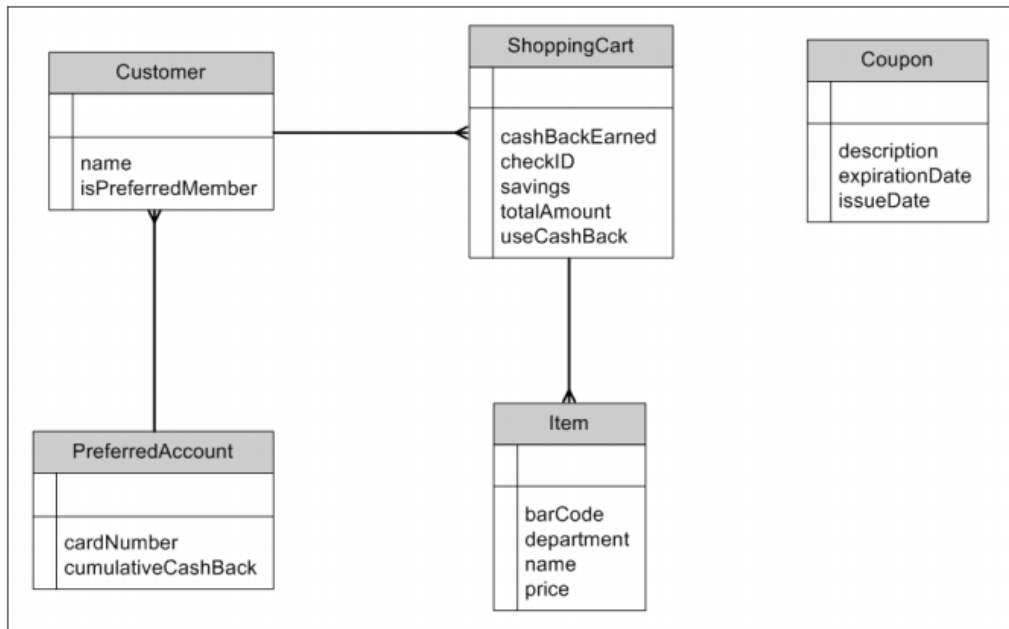 Customer
name
isPreferredMember
ShoppingCart
cashBackEarned
checkID
savings
totalAmount
useCashBack
Coupon
description
expirationDate
issueDate
PreferredAccount
cardNumber
cumulativeCashBack
Item
barCode
department
name
price